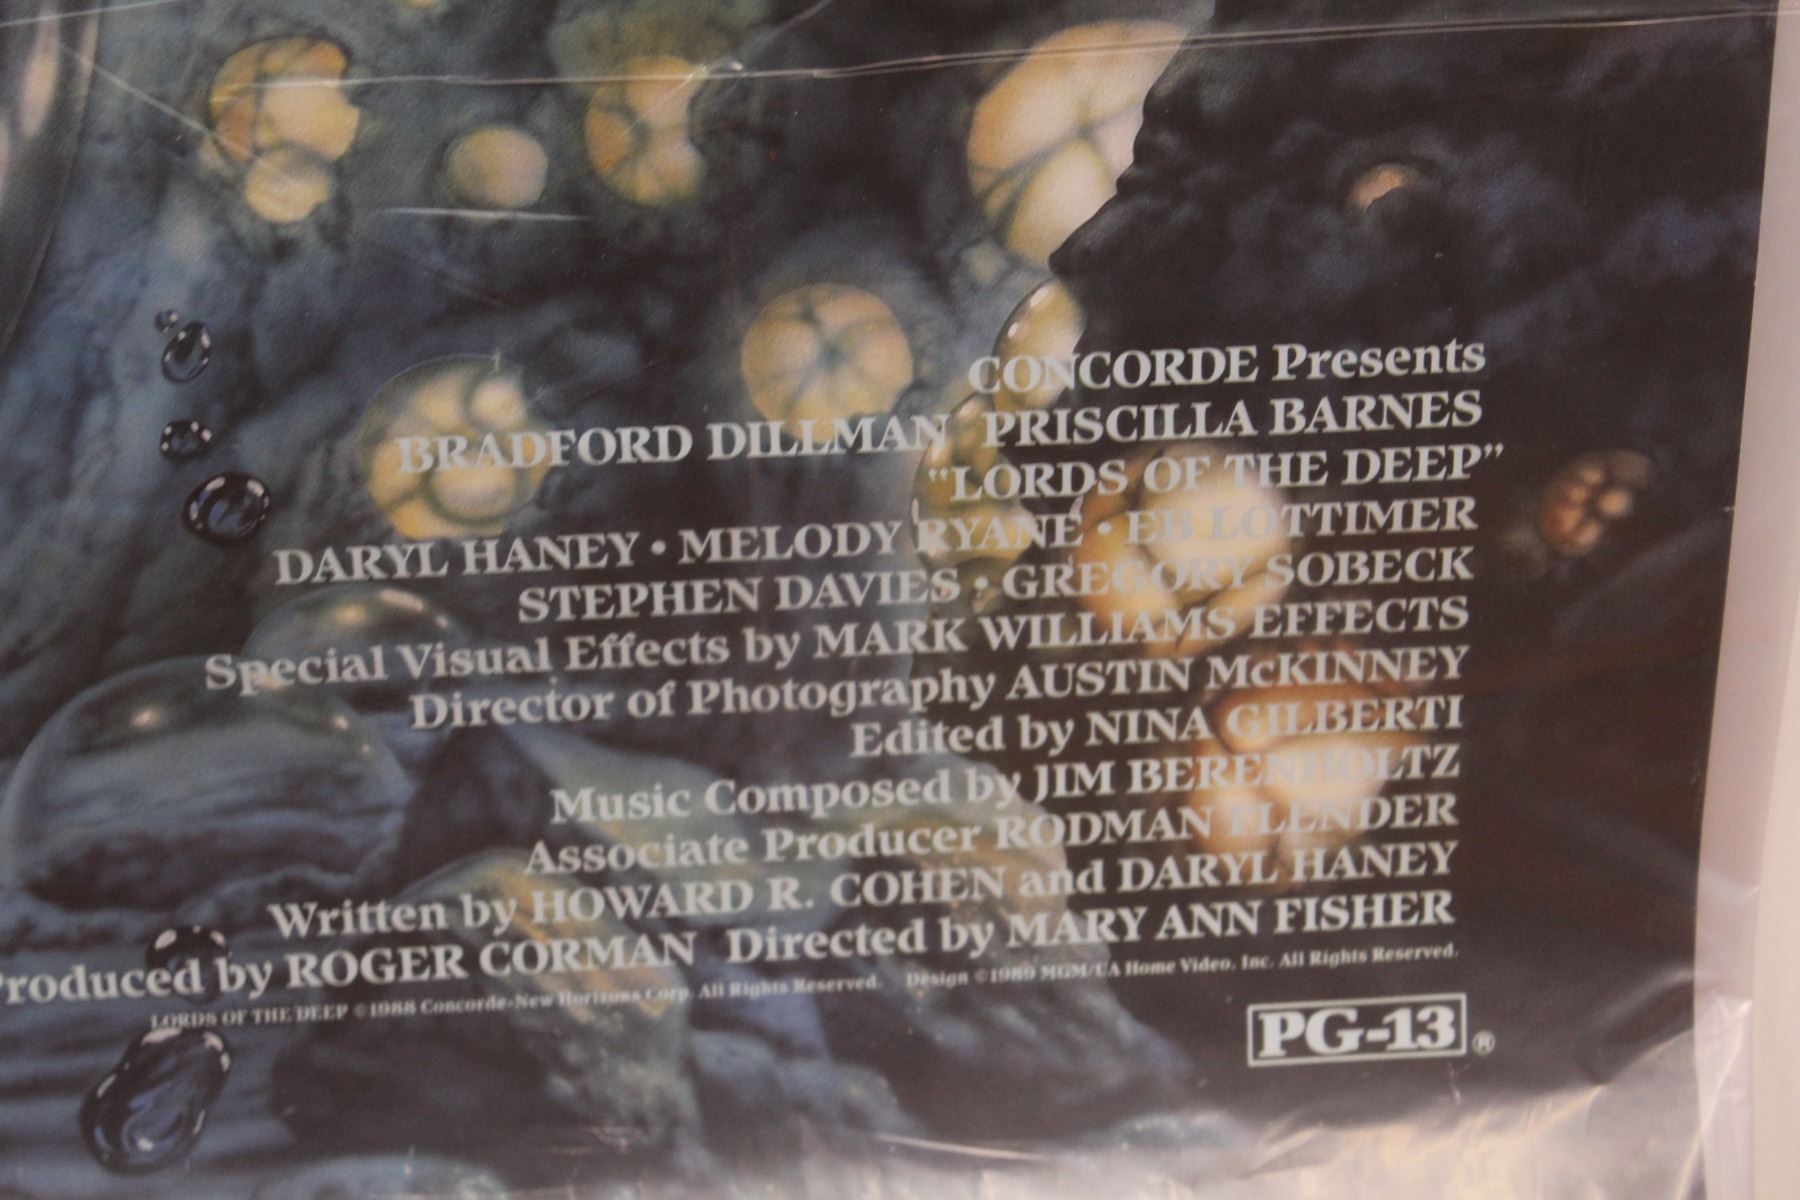 CONCORDE Presents
BRADFORD DILLMAN PRISCILLA BARNES
"LORDS OF THE DEEP"
DARYL HANEY • MELODY RYANE • EB LOTTIMER
STEPHEN DAVIES • GREGORY SOBECK
Special Visual Effects by MARK WILLIAMS EFFECTS
Director of Photography AUSTIN McKINNEY
Edited by NINA GILBERTI
Music Composed by JIM BERENHOLTZ
Associate Producer RODMAN FLENDER
Written by HOWARD R. COHEN and DARYL HANEY
Produced by ROGER CORMAN Directed by MARY ANN FISHER
LORDS OF THE DEEP © 1988 Concorde-New Horizons Corp. All Rights Reserved. Design © 1989 MGM/UA Home Video, Inc. All Rights Reserved.
PG-13 ®